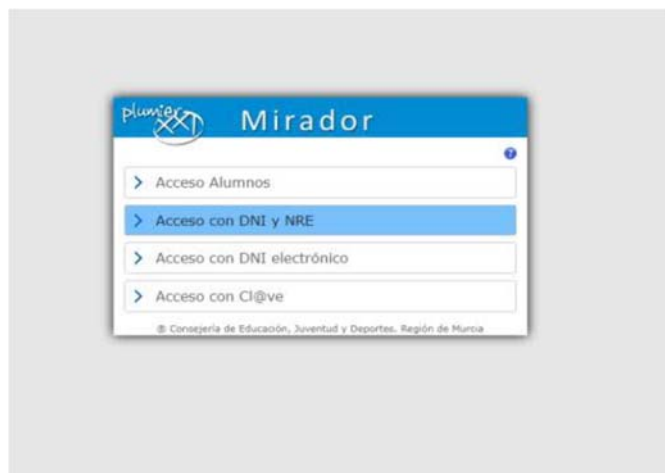 plumier XXI
Mirador
?
Acceso Alumnos
Acceso con DNI y NRE
Acceso con DNI electrónico
Acceso con Cl@ve
® Consejería de Educación, Juventud y Deportes. Región de Murcia